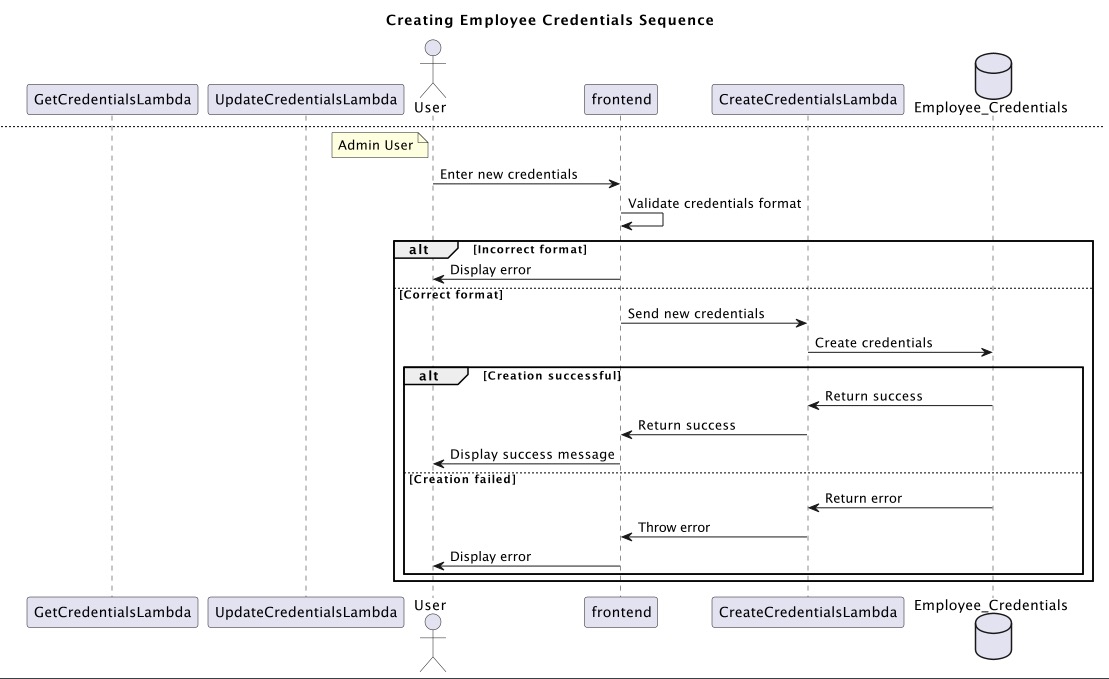 Creating Employee Credentials Sequence
GetCredentialsLambda
UpdateCredentialsLambda
User
frontend
CreateCredentialsLambda
Employee_Credentials
Admin User
Enter new credentials
Validate credentials format
alt
[Incorrect format]
Display error
[Correct format]
Send new credentials
Create credentials
alt
[Creation successful]
Return success
Return success
Display success message
[Creation failed]
Return error
Throw error
Display error
GetCredentialsLambda
UpdateCredentialsLambda
User
frontend
CreateCredentialsLambda
Employee_Credentials